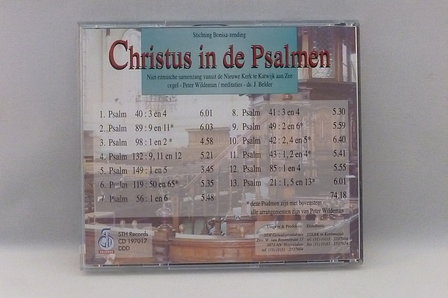 Stichting Bonisa-zending
Christus in de Psalmen
Niet-ritmische samenzang vanuit de Nieuwe Kerk te Katwijk aan Zee
orgel - Peter Wildeman / meditaties - ds. J. Belder
1. Psalm 40 : 3 en 4 6.01
2. Psalm 89 : 9 en 11* 6.03
3. Psalm 98 : 1 en 2 * 4.58
4. Psalm 132 : 9, 11 en 12 5.21
5. Psalm 149 : 1 en 5 3.45
6. Psalm 119 : 50 en 65* 5.35
7. Psalm 56 : 1 en 6 5.48
8. Psalm 41 : 3 en 4 5.30
9. Psalm 49 : 2 en 6* 5.59
10. Psalm 42 : 2, 4 en 5* 6.40
11. Psalm 43 : 1, 2 en 4* 5.41
12. Psalm 85 : 1 en 4 5.55
13. Psalm 21 : 1, 5 en 13* 6.01
74.18
*deze Psalmen zijn met bovenstem
alle arrangementen zijn van Peter Wildeman
STH Records
CD 197017
DDD